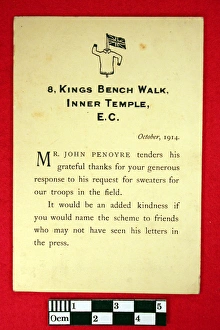 8, KINGS BENCH WALK,
INNER TEMPLE,
E.C.
October, 1914.
MR. JOHN PENOYRE tenders his
grateful thanks for your generous
response to his request for sweaters for
our troops in the field.
It would be an added kindness if
you would name the scheme to friends
who may not have seen his letters in
the press.
1 3 5
0cm 2 4